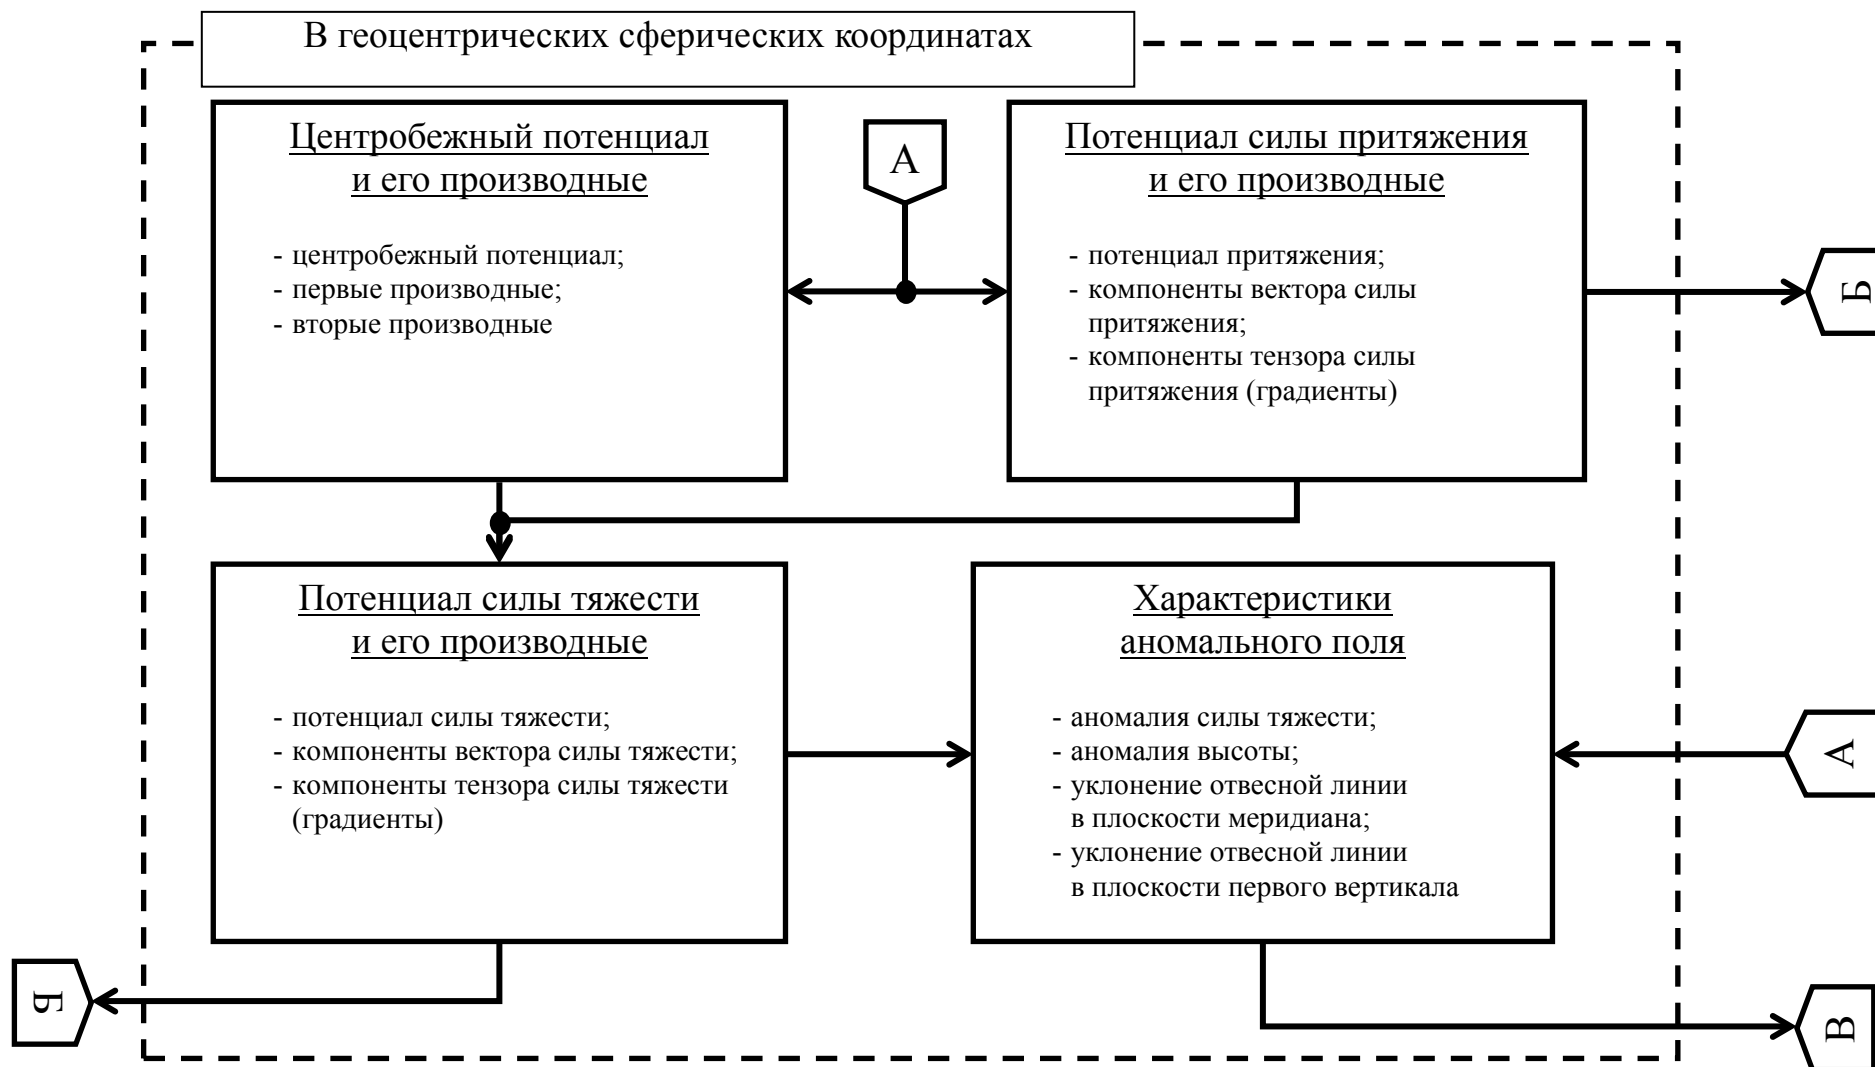 В геоцентрических сферических координатах
Центробежный потенциал
и его производные
- центробежный потенциал;
- первые производные;
- вторые производные
А
Потенциал силы притяжения
и его производные
- потенциал притяжения;
- компоненты вектора силы
притяжения;
- компоненты тензора силы
притяжения (градиенты)
Б
Потенциал силы тяжести
и его производные
- потенциал силы тяжести;
- компоненты вектора силы тяжести;
- компоненты тензора силы тяжести
(градиенты)
Характеристики
аномального поля
- аномалия силы тяжести;
- аномалия высоты;
- уклонение отвесной линии
в плоскости меридиана;
- уклонение отвесной линии
в плоскости первого вертикала
А
Б
В